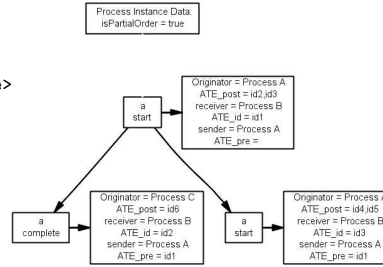 Process Instance Data:
isPartialOrder = true
>
a
start
Originator = Process A
ATE_post = id2,id3
receiver = Process B
ATE_id = id1
sender = Process A
ATE_pre =
a
complete
Originator = Process C
ATE_post = id6
receiver = Process B
ATE_id = id2
sender = Process A
ATE_pre = id1
a
start
Originator = Process
ATE_post = id4,id5
receiver = Process B
ATE_id = id3
sender = Process A
ATE_pre = id1